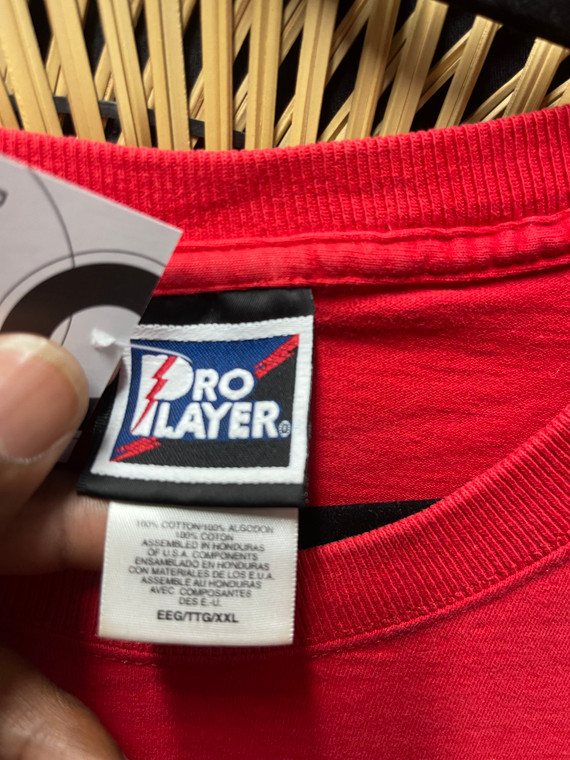 PRO
PLAYER®
100% COTTON/100% ALGODON
100% COTON
ASSEMBLED IN HONDURAS
OF U.S.A. COMPONENTS
ENSAMBLADO EN HONDURAS
CON MATERIALES DE LOS E.U.A.
ASSEMBLE AU HONDURAS
AVEC COMPOSANTES
DES É.-U.
EEG/TTG/XXL